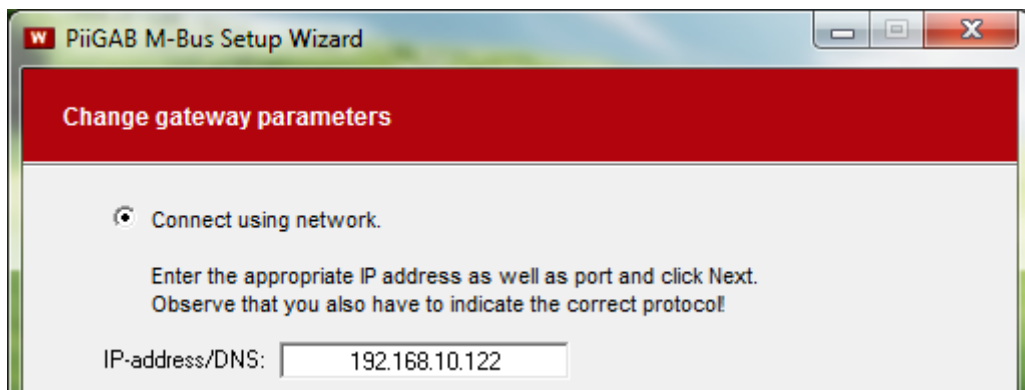 W PiiGAB M-Bus Setup Wizard
Change gateway parameters
Connect using network.
Enter the appropriate IP address as well as port and click Next.
Observe that you also have to indicate the correct protocol!
IP-address/DNS: 192.168.10.122